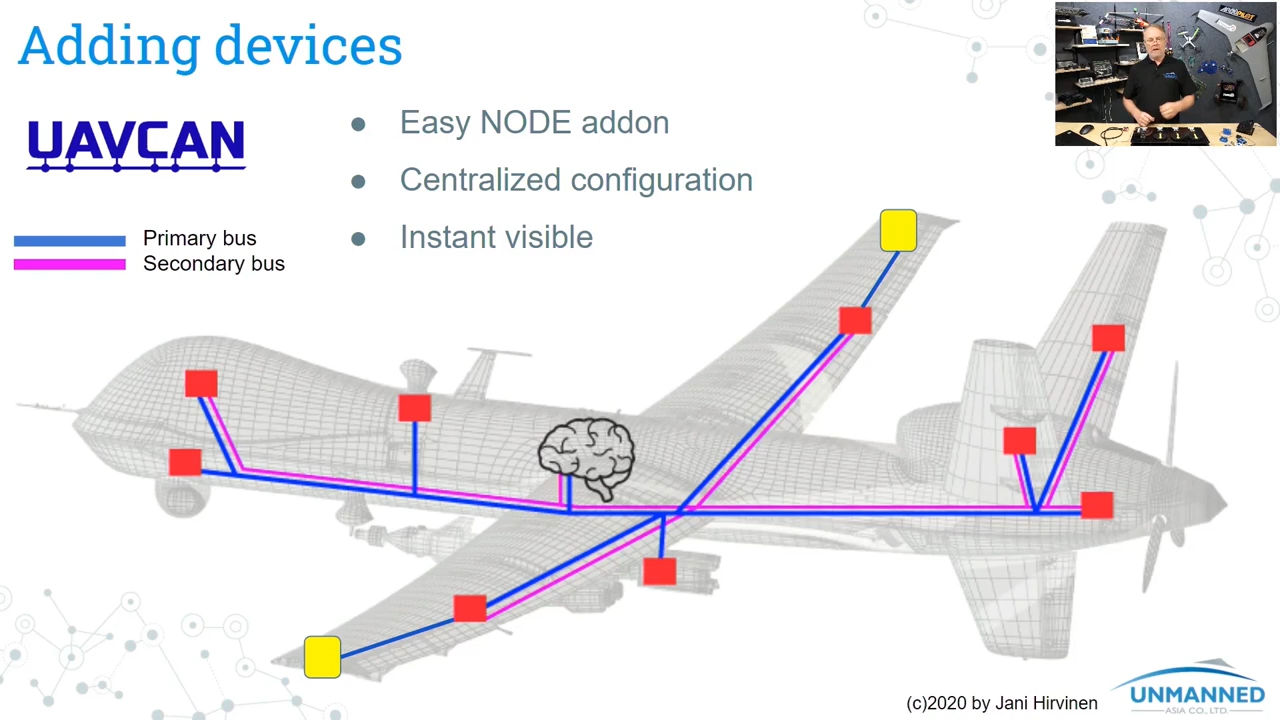 Adding devices
UAVCAN
Easy NODE addon
Centralized configuration
Instant visible
Primary bus
Secondary bus
(c)2020 by Jani Hirvinen
UNMANNED
ASIA CO., LTD.